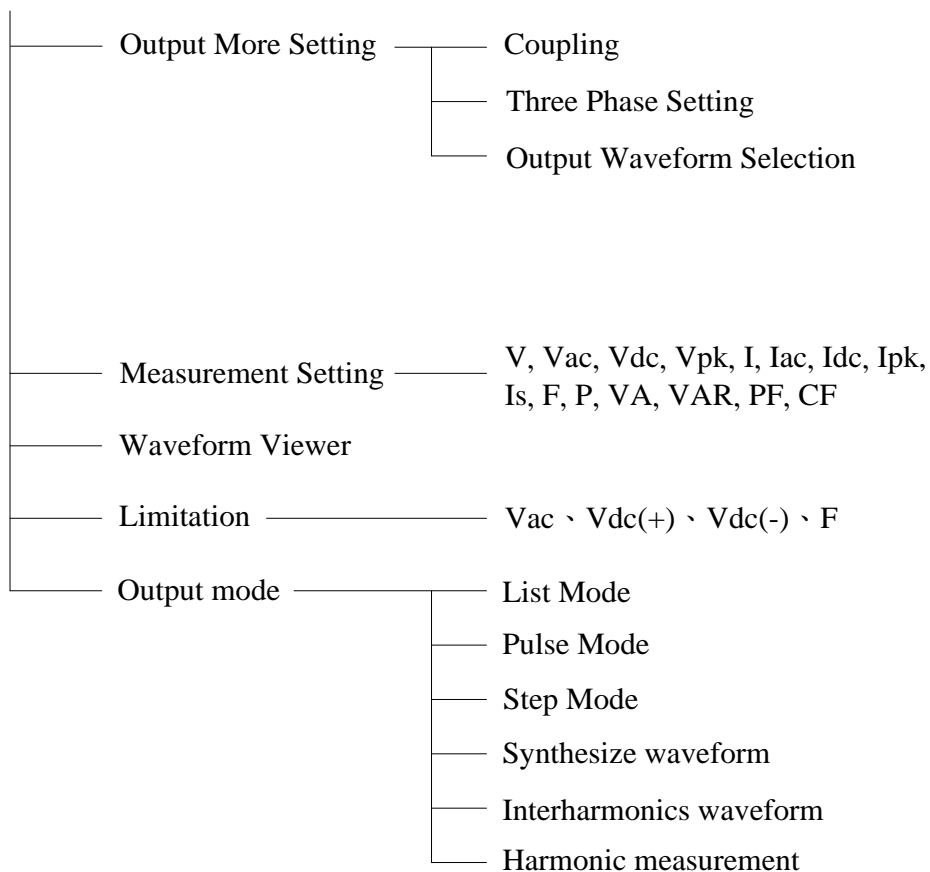 Output More Setting
Coupling
Three Phase Setting
Output Waveform Selection
Measurement Setting
V, Vac, Vdc, Vpk, I, Iac, Idc, Ipk,
Is, F, P, VA, VAR, PF, CF
Waveform Viewer
Limitation
Vac、Vdc(+)、Vdc(-)、F
Output mode
List Mode
Pulse Mode
Step Mode
Synthesize waveform
Interharmonics waveform
Harmonic measurement